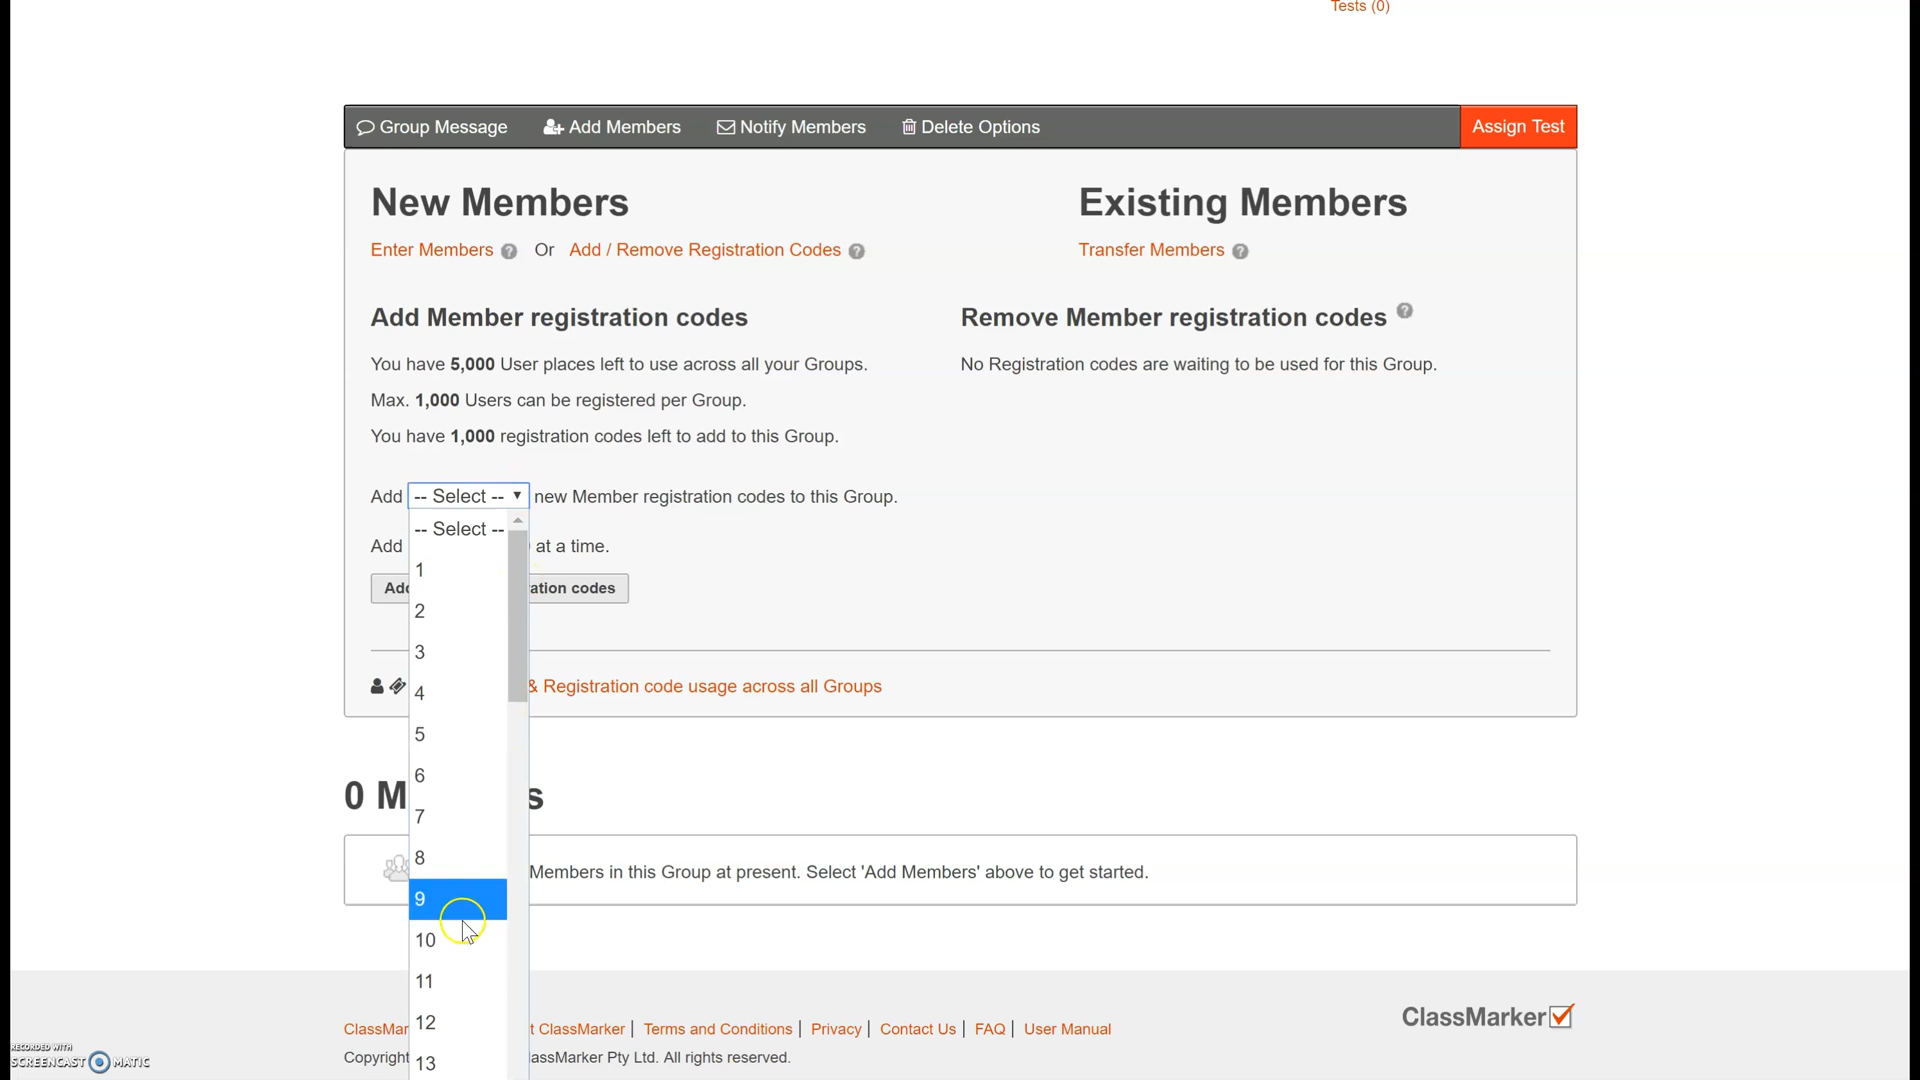 Tests (0)
Group Message Add Members Notify Members Delete Options Assign Test
New Members Existing Members
Enter Members ? Or Add / Remove Registration Codes ? Transfer Members ?
Add Member registration codes Remove Member registration codes ?
You have 5,000 User places left to use across all your Groups. No Registration codes are waiting to be used for this Group.
Max. 1,000 Users can be registered per Group.
You have 1,000 registration codes left to add to this Group.
Add -- Select -- new Member registration codes to this Group.
-- Select --
Add at a time.
1
Add ation codes
2
3
& Registration code usage across all Groups
4
5
6
0 M s
7
8
Members in this Group at present. Select 'Add Members' above to get started.
9
10
11
ClassMarker
12
ClassMar t ClassMarker | Terms and Conditions | Privacy | Contact Us | FAQ | User Manual
Copyright lassMarker Pty Ltd. All rights reserved.
13
RECORDED WITH
SCREENCAST MATIC